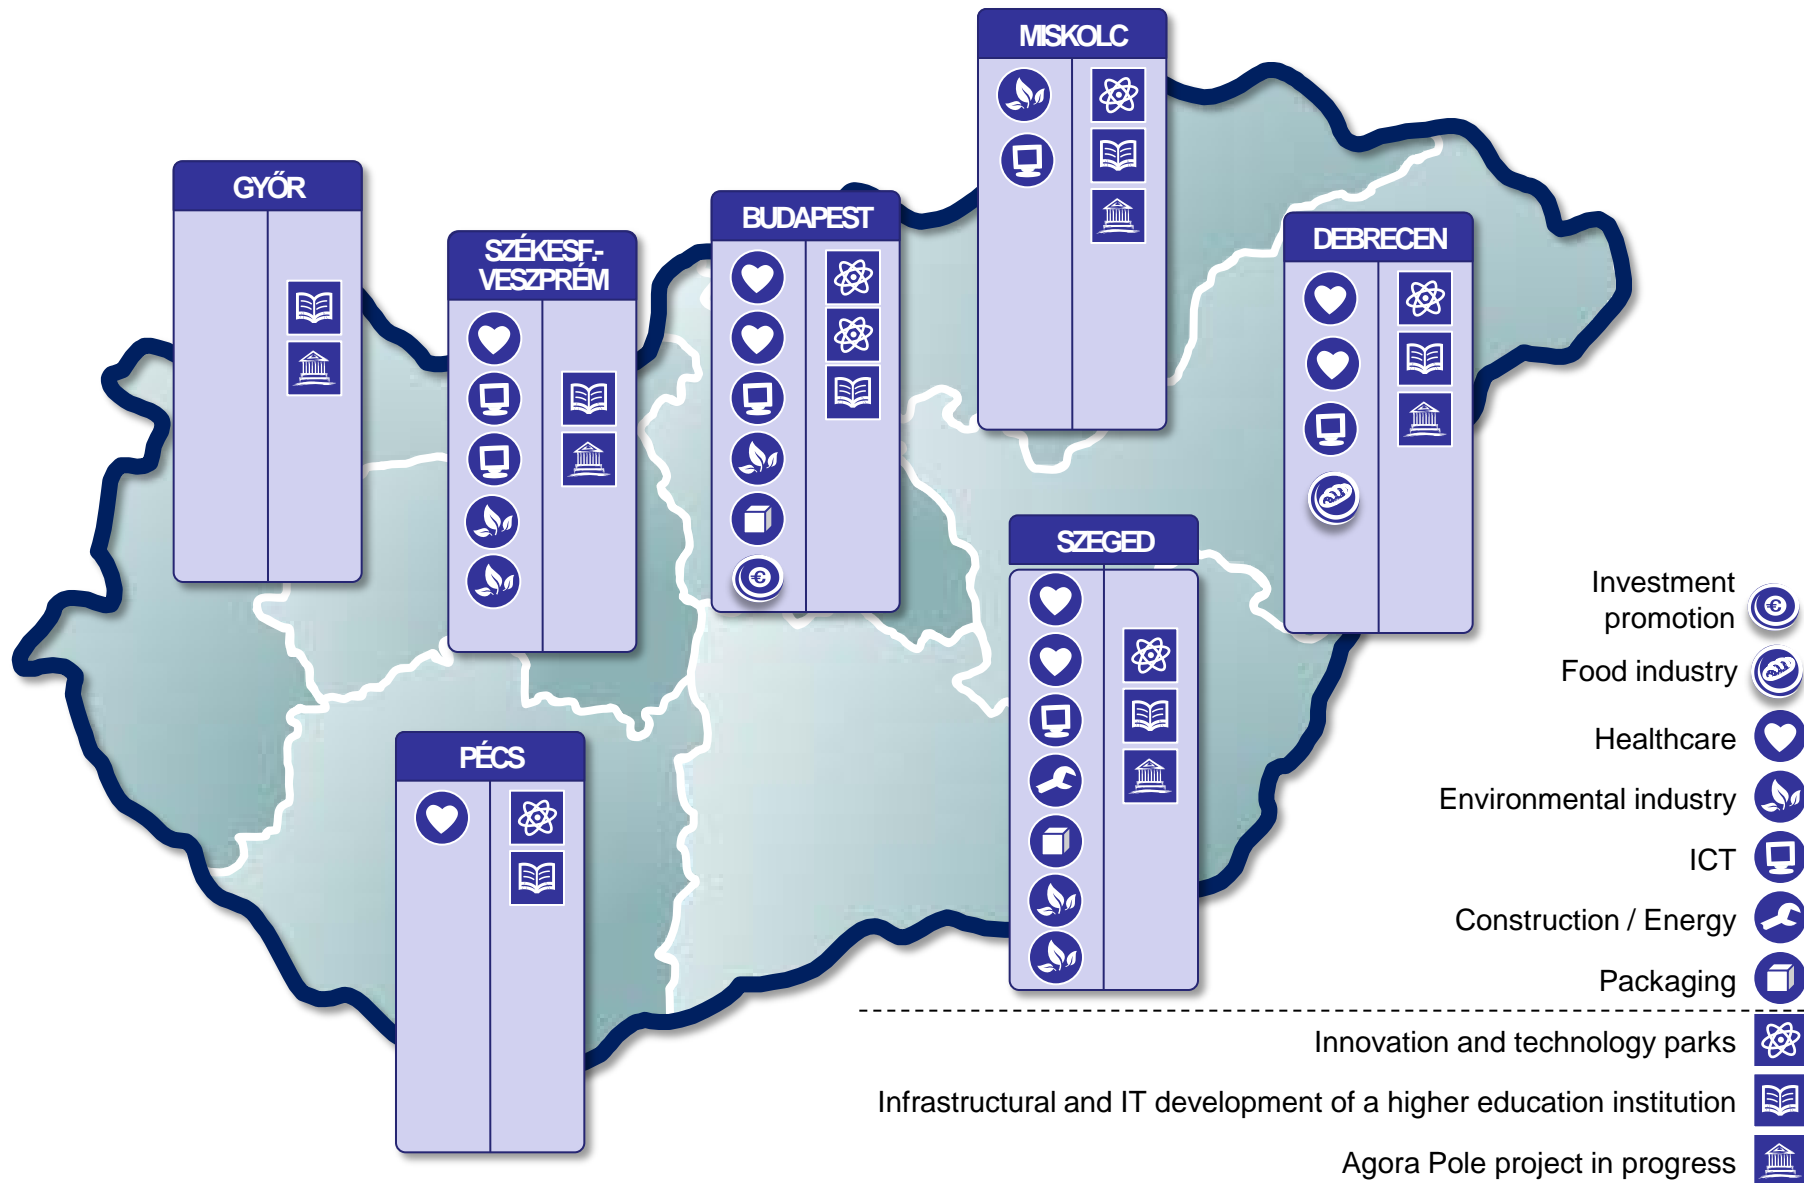 MISKOLC
GYŐR
BUDAPEST
SZÉKESF.-
VESZPRÉM
DEBRECEN
SZEGED
PÉCS
Investment
promotion
Food industry
Healthcare
Environmental industry
ICT
Construction / Energy
Packaging
Innovation and technology parks
Infrastructural and IT development of a higher education institution
Agora Pole project in progress